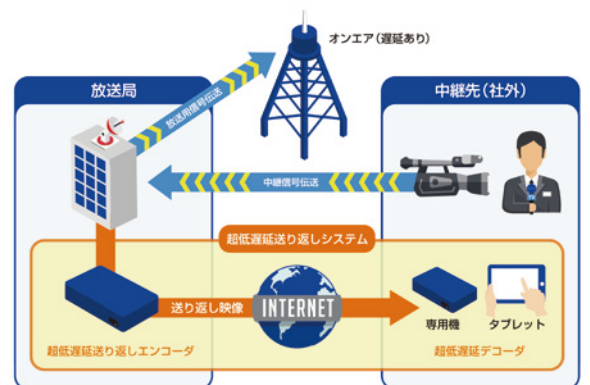 オンエア（遅延あり）
放送局
中継先（社外）
放送用信号伝送
中継信号伝送
超低遅延送り返しシステム
送り返し映像
INTERNET
専用機
タブレット
超低遅延送り返しエンコーダ
超低遅延デコーダ